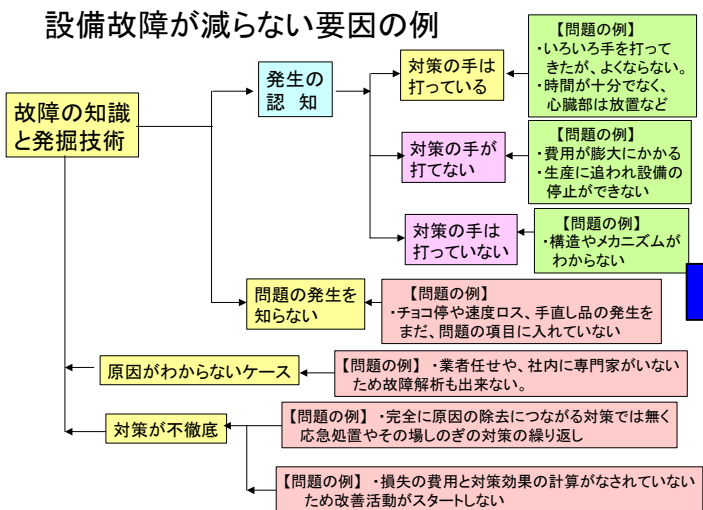 設備故障が減らない要因の例
故障の知識
と発掘技術
発生の
認　知
対策の手は
打っている
【問題の例】
・いろいろ手を打って
きたが、よくならない。
・時間が十分でなく、
心臓部は放置など
対策の手が
打てない
【問題の例】
・費用が膨大にかかる
・生産に追われ設備の
停止ができない
対策の手は
打っていない
【問題の例】
・構造やメカニズムが
わからない
問題の発生を
知らない
【問題の例】
・チョコ停や速度ロス、手直し品の発生を
まだ、問題の項目に入れていない
原因がわからないケース
【問題の例】・業者任せや、社内に専門家がいない
ため故障解析も出来ない。
対策が不徹底
【問題の例】・完全に原因の除去につながる対策では無く
応急処置やその場しのぎの対策の繰り返し
【問題の例】・損失の費用と対策効果の計算がなされていない
ため改善活動がスタートしない